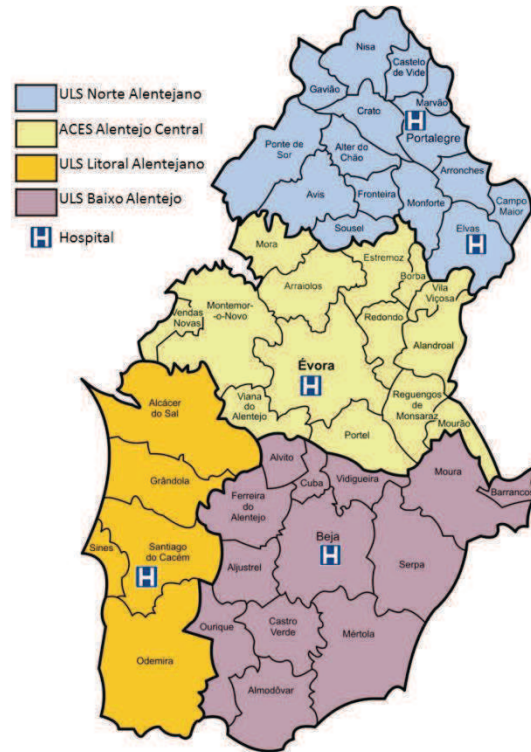 ULS Norte Alentejano
ACES Alentejo Central
ULS Litoral Alentejano
ULS Baixo Alentejo
H Hospital
Nisa
Castelo
de Vide
Gavião
Marvão
Crato
H
Portalegre
Ponte de
Sor
Alter do
Chão
Arronches
Avis
Fronteira
Monforte
Campo
Maior
Sousel
Elvas
H
Mora
Estremoz
Borba
Vila
Viçosa
Arraiolos
Montemor-
-o-Novo
Vendas
Novas
Redondo
Alandroal
Évora
H
Viana do
Alentejo
Reguengos
de
Monsaraz
Mourão
Portel
Alcácer
do Sal
Grândola
Sines
Santiago
do Cacém
H
Odemira
Alvito
Cuba
Vidigueira
Moura
Barrancos
Ferreira
do
Alentejo
Beja
H
Aljustrel
Serpa
Ourique
Castro
Verde
Mértola
Almodôvar